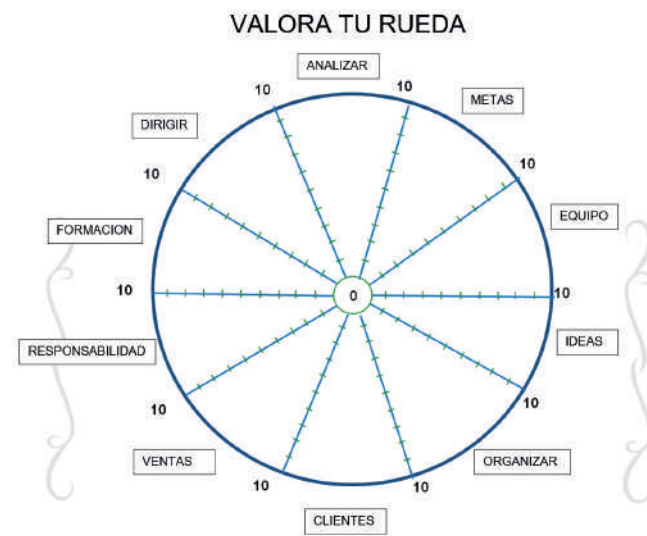 VALORA TU RUEDA
ANALIZAR
10
10
METAS
DIRIGIR
10
10
EQUIPO
FORMACION
10
0
10
RESPONSABILIDAD
IDEAS
10
10
VENTAS
ORGANIZAR
10
10
CLIENTES